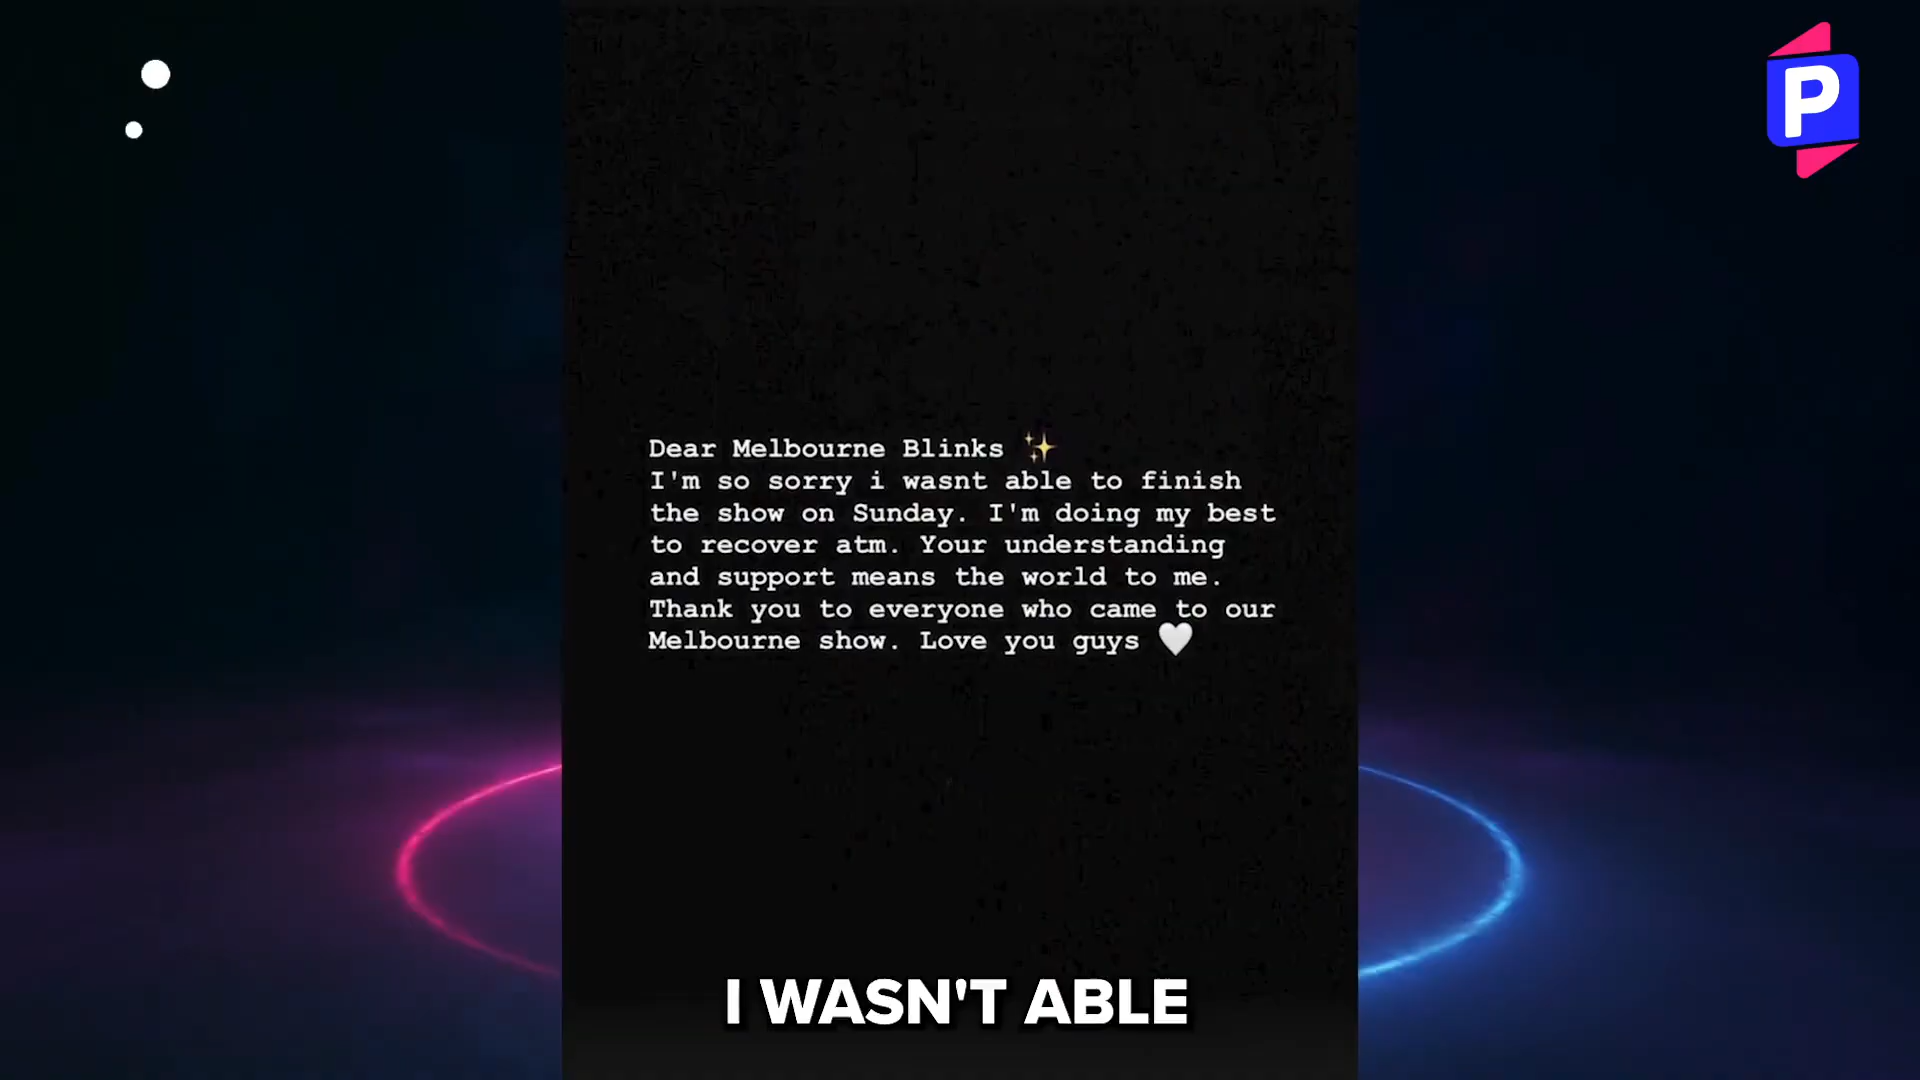 P
Dear Melbourne Blinks ✨
I'm so sorry i wasnt able to finish
the show on Sunday. I'm doing my best
to recover atm. Your understanding
and support means the world to me.
Thank you to everyone who came to our
Melbourne show. Love you guys 🤍
I WASN'T ABLE